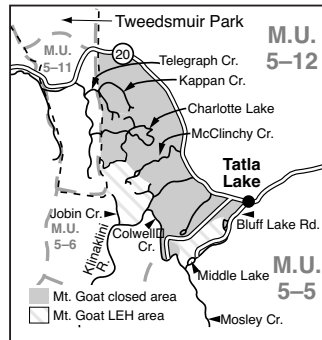 Tweedsmuir Park
M.U.
5–11
20
M.U.
5–12
Telegraph Cr.
Kappan Cr.
Charlotte Lake
McClinchy Cr.
Tatla
Lake
Jobin Cr.
Bluff Lake Rd.
M.U.
5–6
Colwell
Cr.
Klinaklini
R.
Middle Lake
M.U.
5–5
Mt. Goat closed area
Mt. Goat LEH area
Mosley Cr.